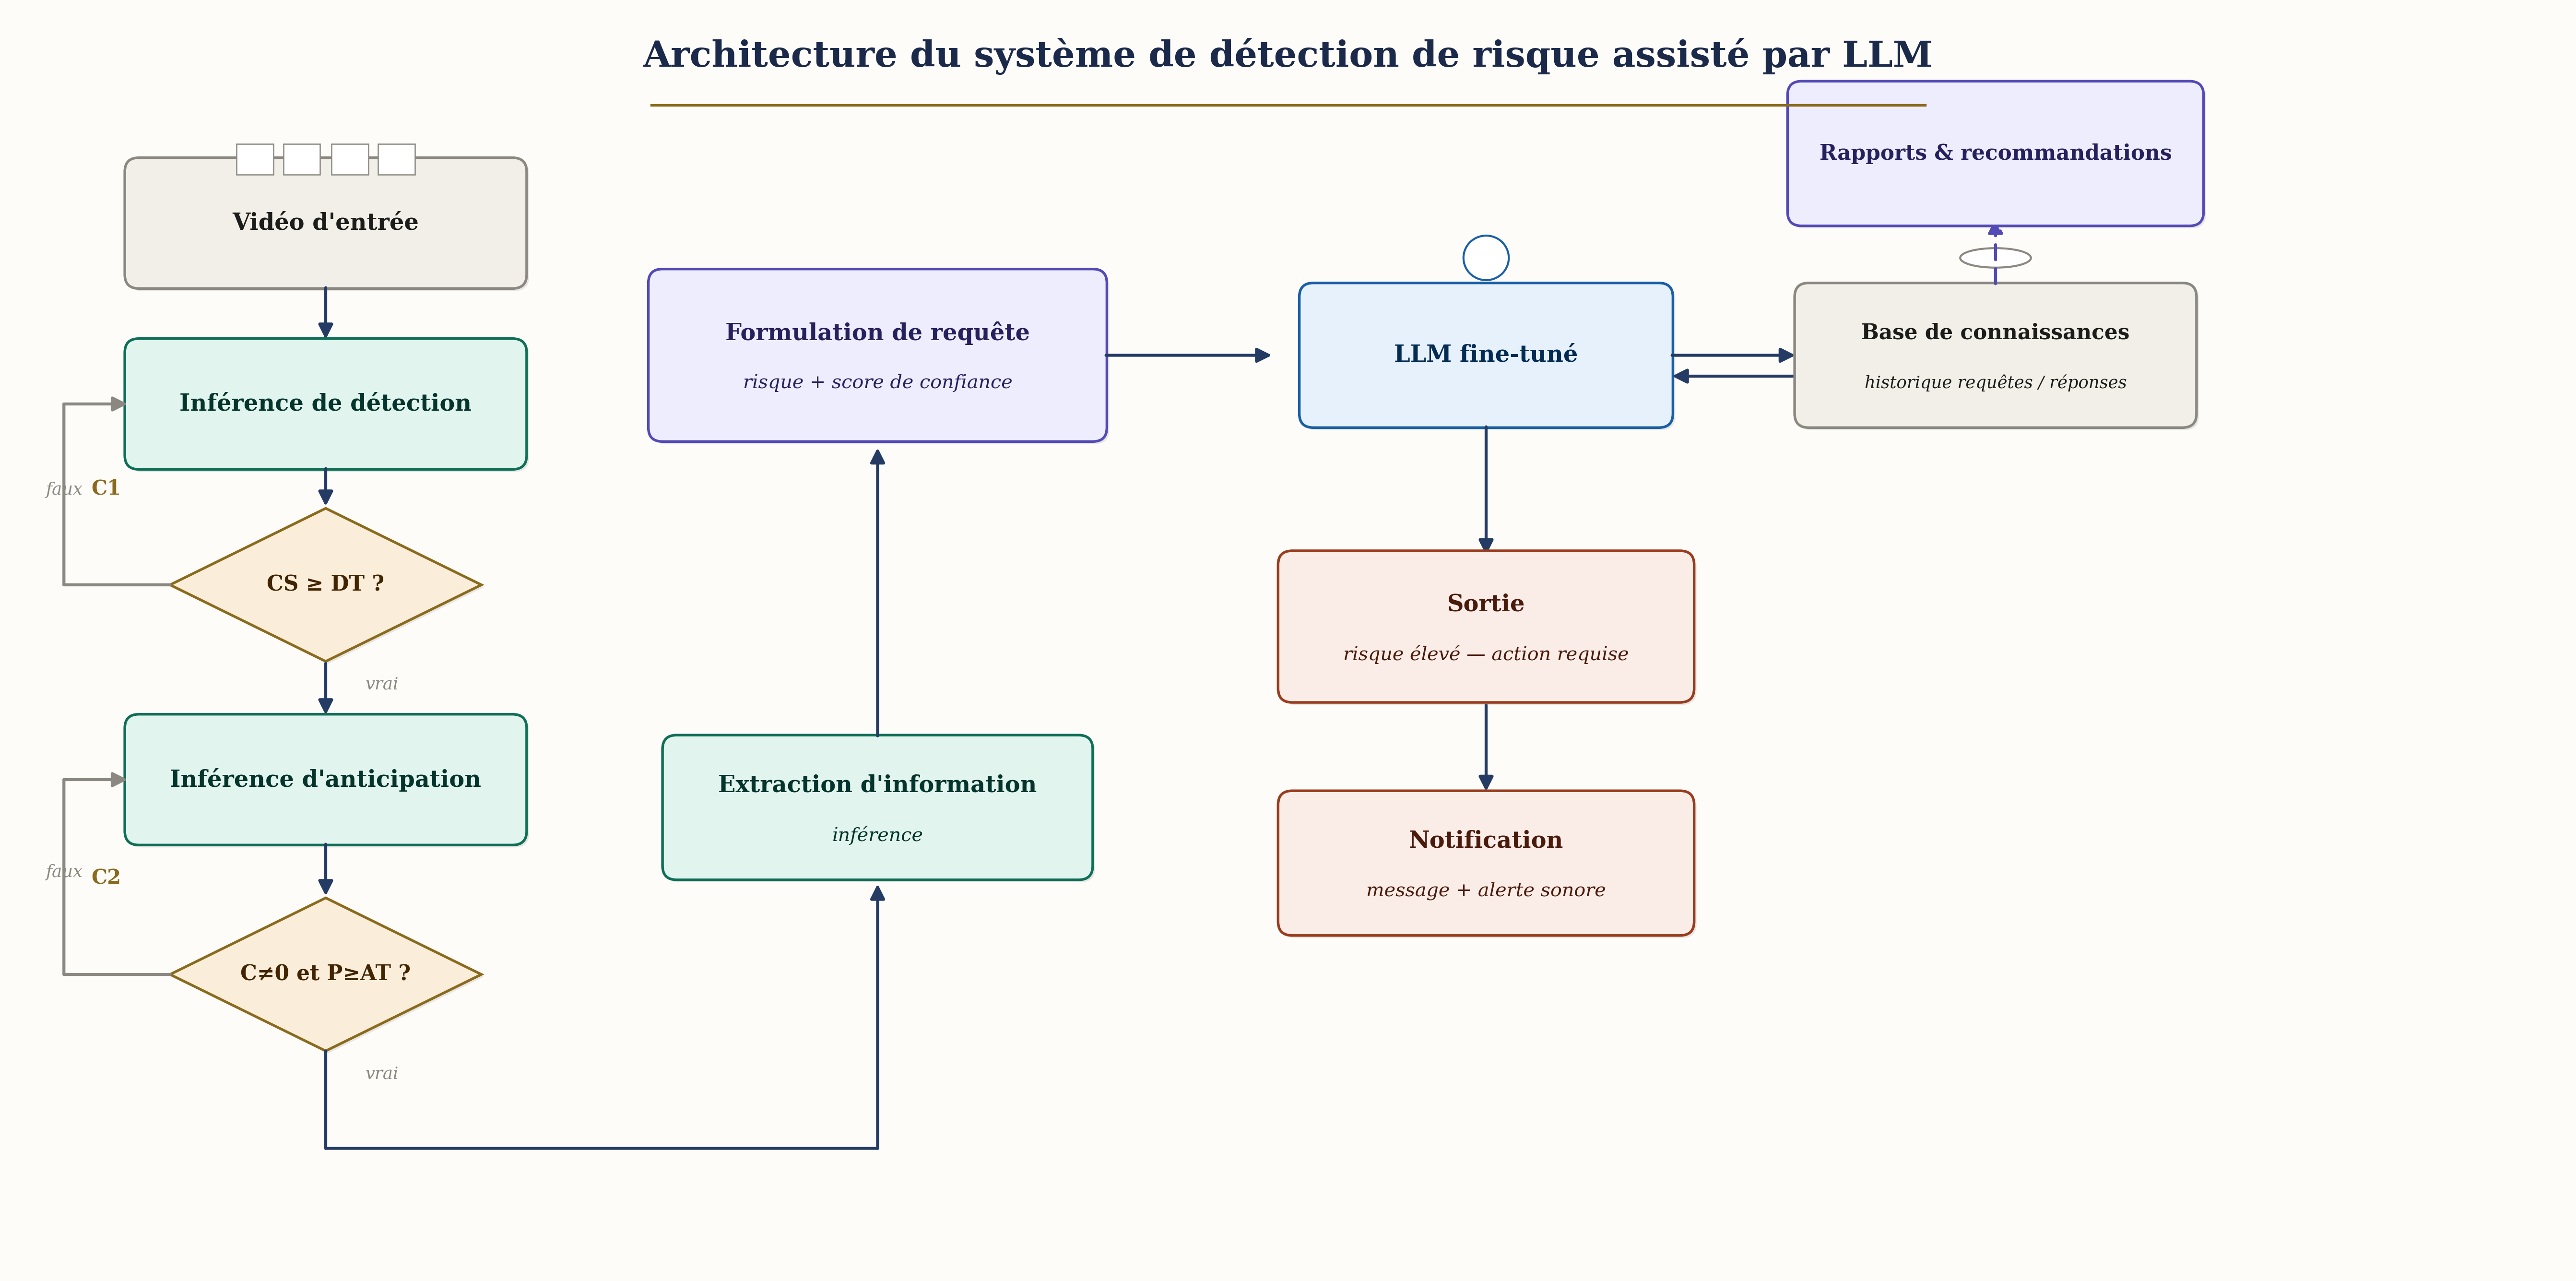 Architecture du système de détection de risque assisté par LLM
Vidéo d'entrée
Inférence de détection
faux C1
CS ≥ DT ?
vrai
Inférence d'anticipation
faux C2
C≠0 et P≥AT ?
vrai
Formulation de requête
risque + score de confiance
Extraction d'information
inférence
LLM fine-tuné
Sortie
risque élevé — action requise
Notification
message + alerte sonore
Rapports & recommandations
Base de connaissances
historique requêtes / réponses